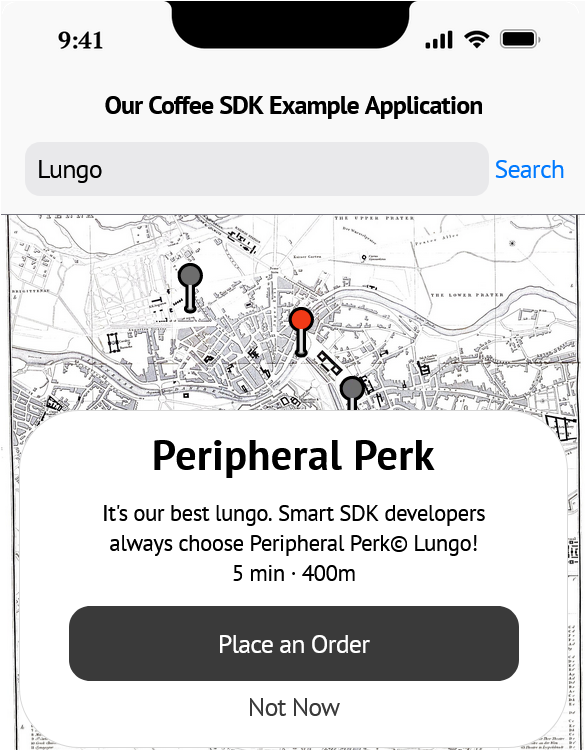 9:41
Our Coffee SDK Example Application
Lungo
Search
THE UPPER PRATER
THE LOWER PRATER
Peripheral Perk
It's our best lungo. Smart SDK developers
always choose Peripheral Perk© Lungo!
5 min · 400m
Place an Order
Not Now